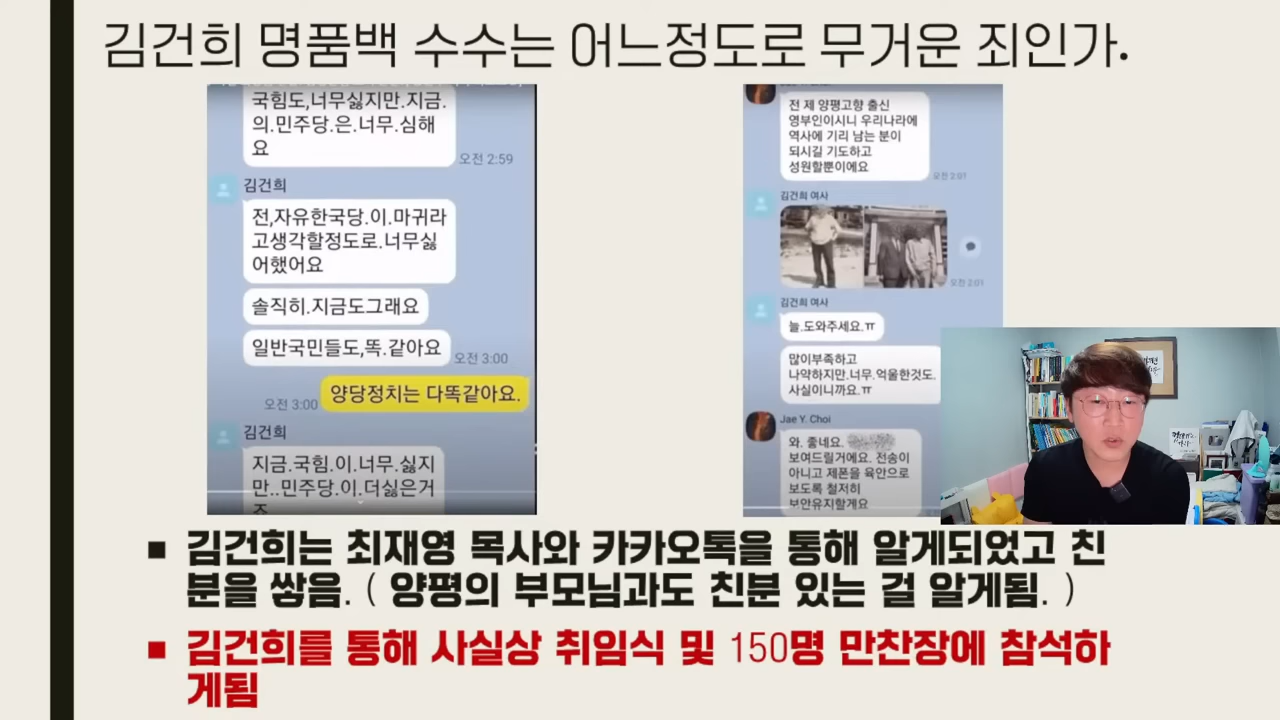 김건희 명품백 수수는 어느정도로 무거운 죄인가.
국힘도,너무싫지만.지금.
의.민주당.은.너무.심해
요
오전 2:59
김건희
전,자유한국당.이.마귀라
고생각할정도로.너무싫
어했어요
솔직히.지금도그래요
일반국민들도,똑.같아요
오전 3:00
오전 3:00
양당정치는 다똑같아요.
김건희
지금.국힘.이.너무.싫지
만..민주당.이.더싫은거
죠
전 제 양평고향 출신
영부인이시니 우리나라에
역사에 기리 남는 분이
되시길 기도하고
성원할뿐이에요
오전 2:01
김건희 여사
오전 2:01
김건희 여사
늘.도와주세요.ㅠ
많이부족하고
나약하지만.너무.억울한것도.
사실이니까요.ㅠ
Jae Y. Choi
와. 좋네요.
보여드릴거에요. 전송이
아니고 제폰을 육안으로
보도록 철저히
보안유지할게요
■ 김건희는 최재영 목사와 카카오톡을 통해 알게되었고 친
분을 쌓음. ( 양평의 부모님과도 친분 있는 걸 알게됨. )
■ 김건희를 통해 사실상 취임식 및 150명 만찬장에 참석하
게됨